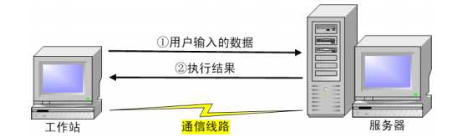 ①用户输入的数据
②执行结果
工作站
通信线路
服务器